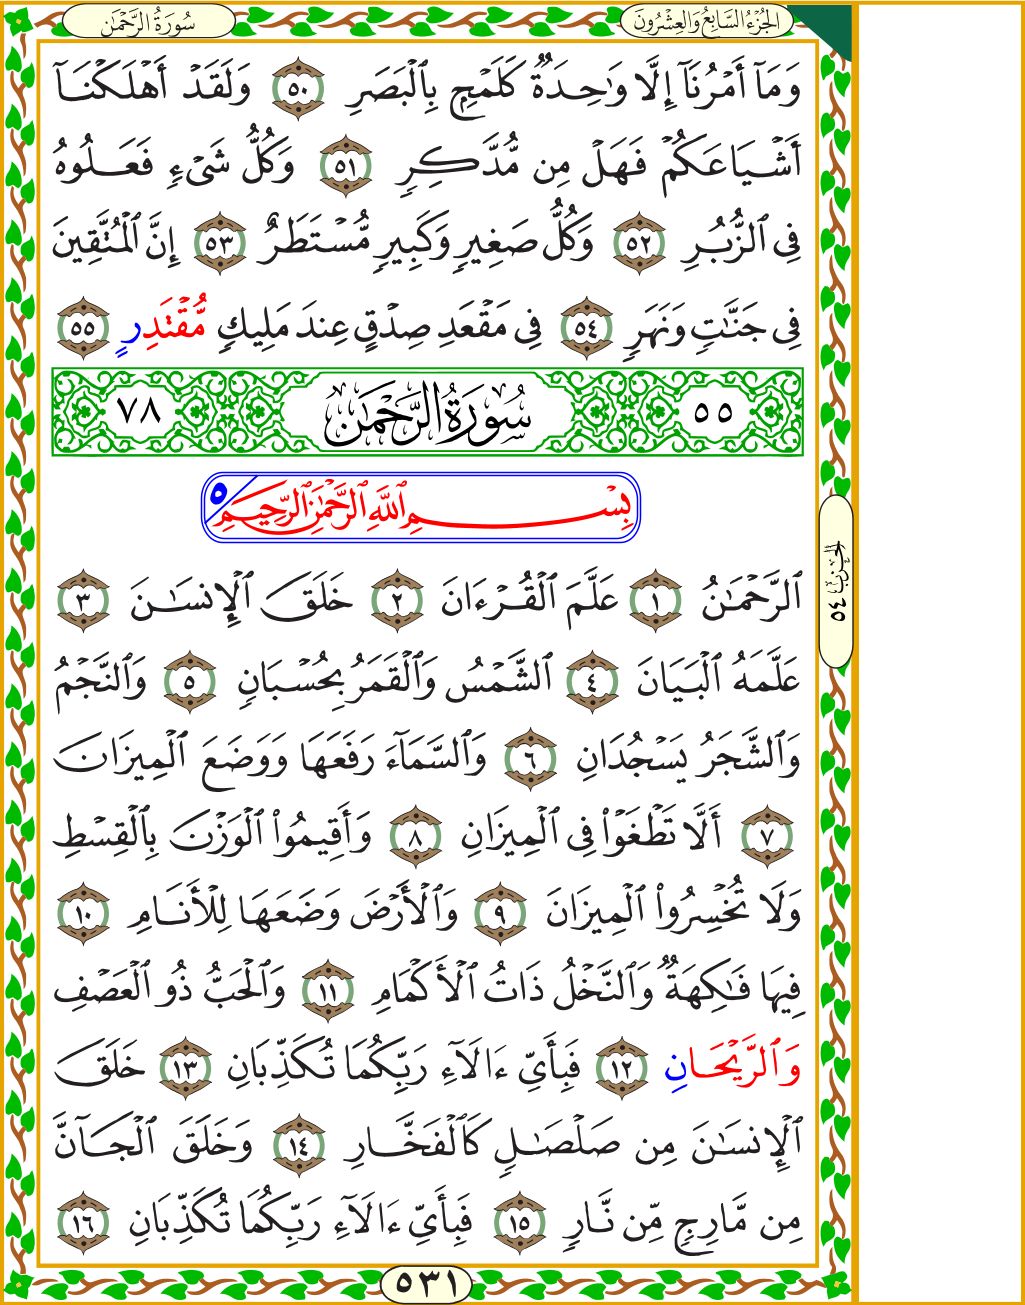 الجُزءُ السَّابِعُ وَالعِشْرُونَ
سُورَةُ الرَّحْمَٰن
وَمَآ أَمْرُنَآ إِلَّا وَٰحِدَةٌ كَلَمْحٍۭ بِٱلْبَصَرِ ٥٠ وَلَقَدْ أَهْلَكْنَآ
أَشْيَاعَكُمْ فَهَلْ مِن مُّدَّكِرٍ ٥١ وَكُلُّ شَىْءٍ فَعَلُوهُ
فِى ٱلزُّبُرِ ٥٢ وَكُلُّ صَغِيرٍ وَكَبِيرٍ مُّسْتَطَرٌ ٥٣ إِنَّ ٱلْمُتَّقِينَ
فِى جَنَّٰتٍ وَنَهَرٍ ٥٤ فِى مَقْعَدِ صِدْقٍ عِندَ مَلِيكٍ مُّقْتَدِرٍ ٥٥
٥٥ سُورَةُ الرَّحْمَٰن ٧٨
بِسْمِ ٱللَّهِ ٱلرَّحْمَٰنِ ٱلرَّحِيمِ ٥
ٱلرَّحْمَٰنُ ١ عَلَّمَ ٱلْقُرْءَانَ ٢ خَلَقَ ٱلْإِنسَٰنَ ٣
عَلَّمَهُ ٱلْبَيَانَ ٤ ٱلشَّمْسُ وَٱلْقَمَرُ بِحُسْبَانٍ ٥ وَٱلنَّجْمُ
وَٱلشَّجَرُ يَسْجُدَانِ ٦ وَٱلسَّمَآءَ رَفَعَهَا وَوَضَعَ ٱلْمِيزَانَ
٧ أَلَّا تَطْغَوْا۟ فِى ٱلْمِيزَانِ ٨ وَأَقِيمُوا۟ ٱلْوَزْنَ بِٱلْقِسْطِ
وَلَا تُخْسِرُوا۟ ٱلْمِيزَانَ ٩ وَٱلْأَرْضَ وَضَعَهَا لِلْأَنَامِ ١٠
فِيهَا فَٰكِهَةٌ وَٱلنَّخْلُ ذَاتُ ٱلْأَكْمَامِ ١١ وَٱلْحَبُّ ذُو ٱلْعَصْفِ
وَٱلرَّيْحَانِ ١٢ فَبِأَىِّ ءَالَآءِ رَبِّكُمَا تُكَذِّبَانِ ١٣ خَلَقَ
ٱلْإِنسَٰنَ مِن صَلْصَٰلٍ كَٱلْفَخَّارِ ١٤ وَخَلَقَ ٱلْجَآنَّ
مِن مَّارِجٍ مِّن نَّارٍ ١٥ فَبِأَىِّ ءَالَآءِ رَبِّكُمَا تُكَذِّبَانِ ١٦
الحزب ٥٤
٥٣١